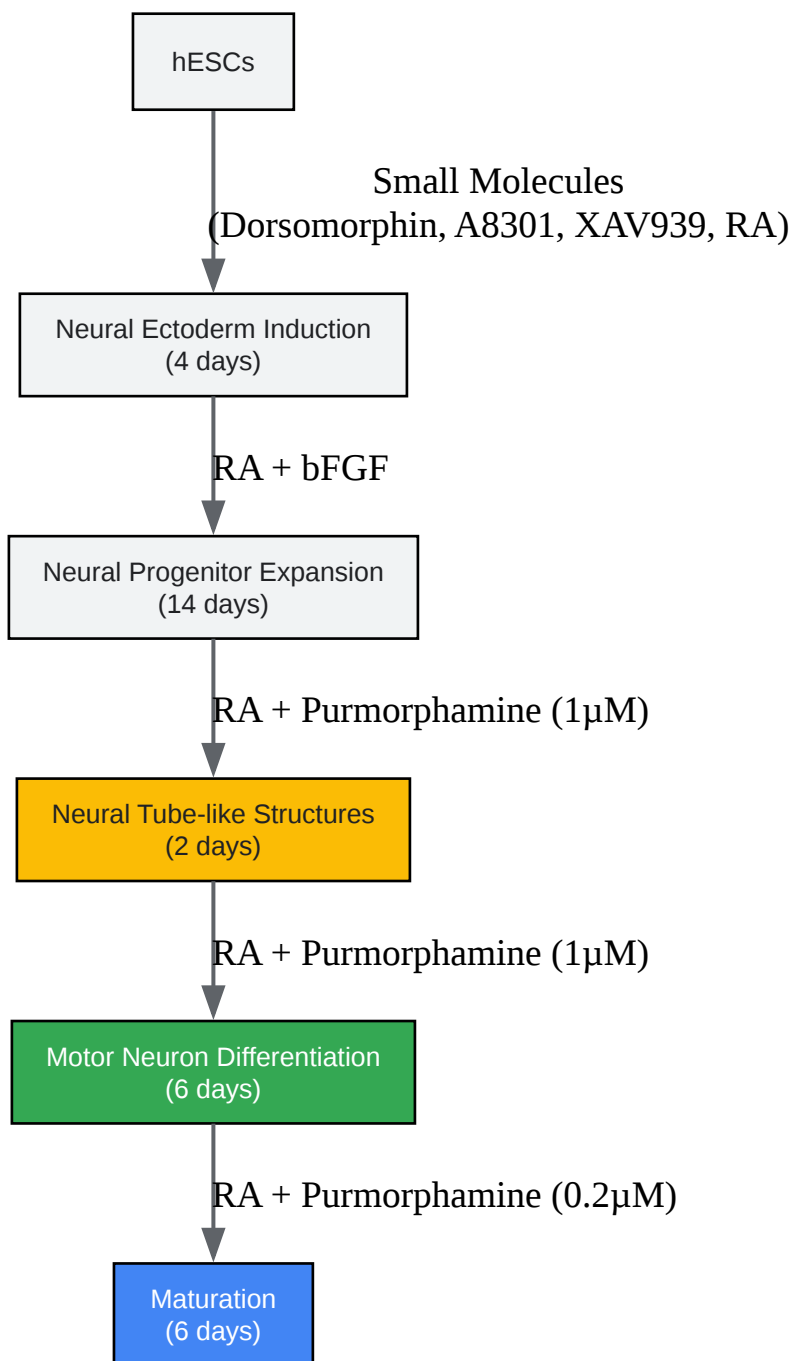 hESCs
Small Molecules
(Dorsomorphin, A8301, XAV939, RA)
Neural Ectoderm Induction
(4 days)
RA + bFGF
Neural Progenitor Expansion
(14 days)
RA + Purmorphamine (1µM)
Neural Tube-like Structures
(2 days)
RA + Purmorphamine (1µM)
Motor Neuron Differentiation
(6 days)
RA + Purmorphamine (0.2µM)
Maturation
(6 days)